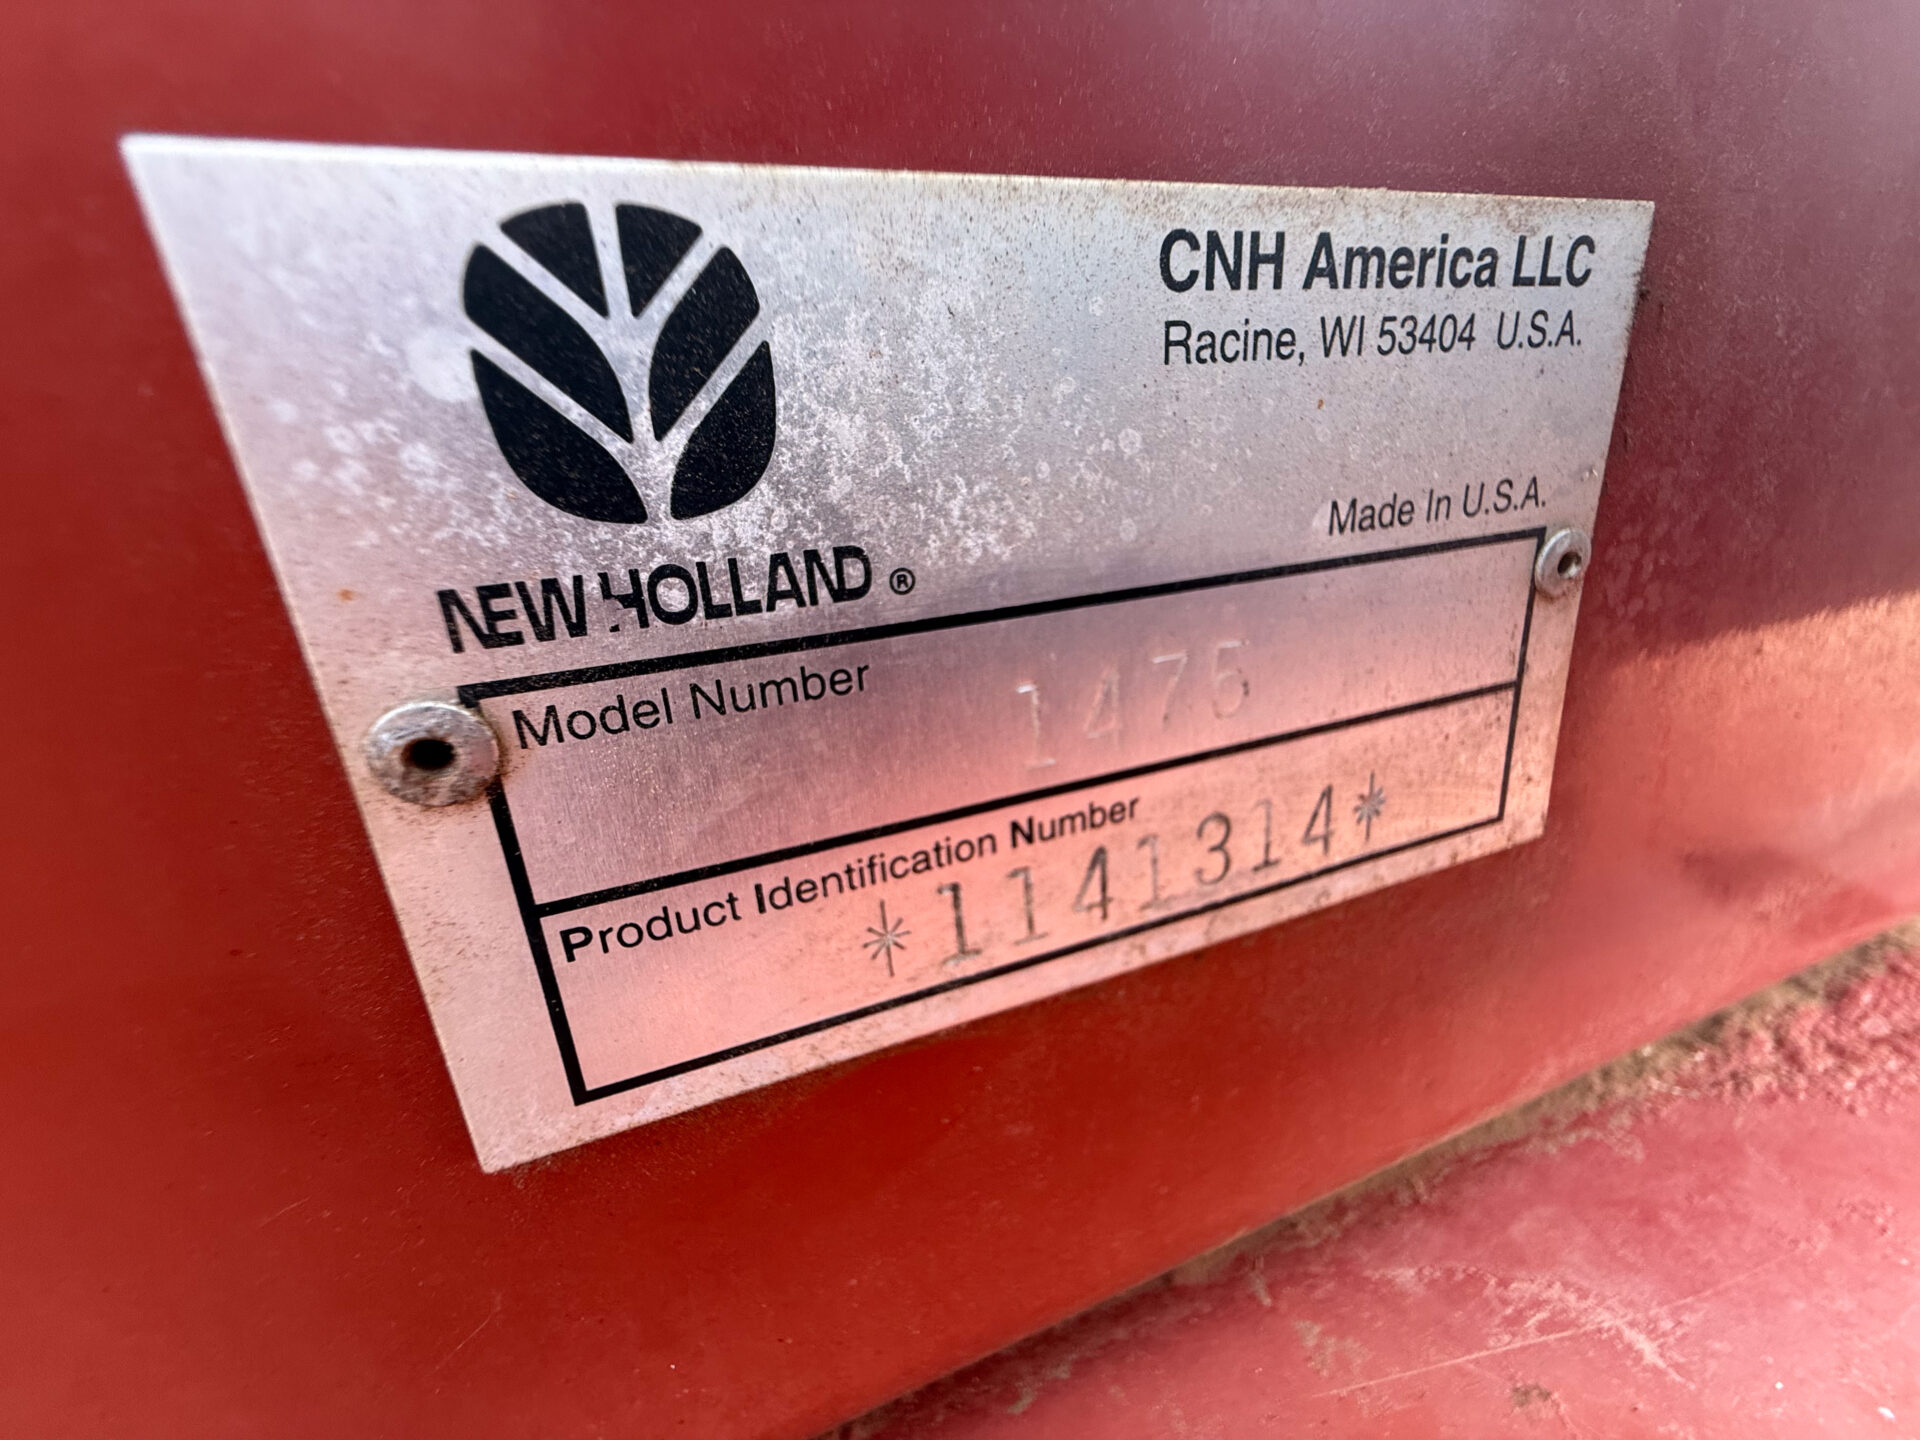 CNH America LLC
Racine, WI 53404 U.S.A.
NEW HOLLAND ®
Made In U.S.A.
Model Number 1475
Product Identification Number
*1141314*